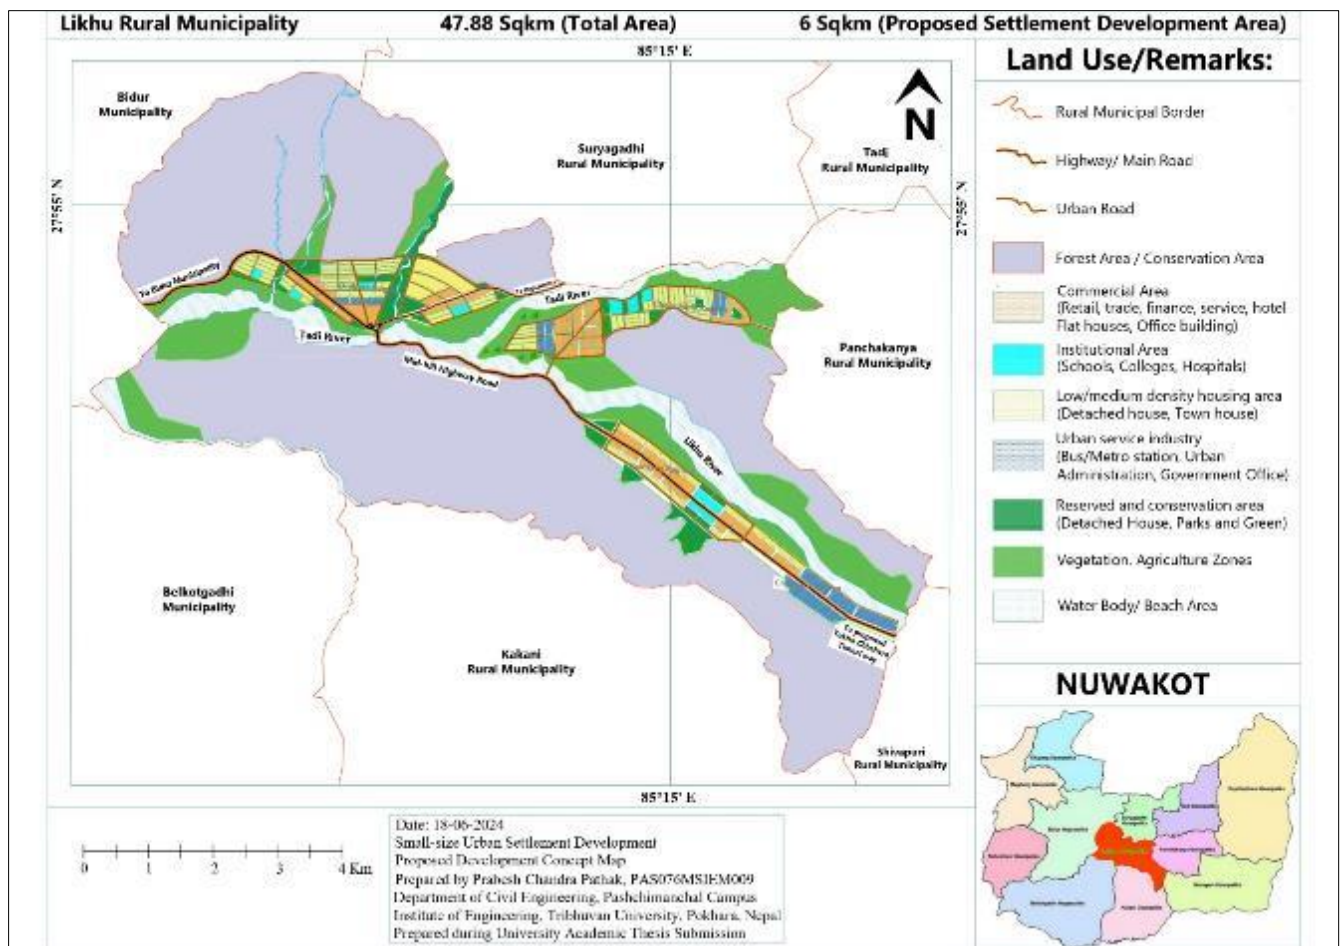 Likhu Rural Municipality 47.88 Sqkm (Total Area) 6 Sqkm (Proposed Settlement Development Area)
85°15' E
Bidur
Municipality
Suryagadhi
Rural Municipality
Tadi
Rural Municipality
27°55' N
27°55' N
Tadi River
Tadi River
Mid-hill Highway Road
Likhu River
Panchakanya
Rural Municipality
Belkotgadhi
Municipality
Kakani
Rural Municipality
Shivapuri
Rural Municipality
85°15' E
N
Land Use/Remarks:
Rural Municipal Border
Highway/ Main Road
Urban Road
Forest Area / Conservation Area
Commercial Area
(Retail, trade, finance, service, hotel
Flat houses, Office building)
Institutional Area
(Schools, Colleges, Hospitals)
Low/medium density housing area
(Detached house, Town house)
Urban service industry
(Bus/Metro station, Urban
Administration, Government Office)
Reserved and conservation area
(Detached House, Parks and Green)
Vegetation. Agriculture Zones
Water Body/ Beach Area
NUWAKOT
0 1 2 3 4 Km
Date: 18-06-2024
Small-size Urban Settlement Development
Proposed Development Concept Map
Prepared by Prabesh Chandra Pathak, PAS076MSIEM009
Department of Civil Engineering, Pashchimanchal Campus
Institute of Engineering, Tribhuvan University, Pokhara, Nepal
Prepared during University Academic Thesis Submission